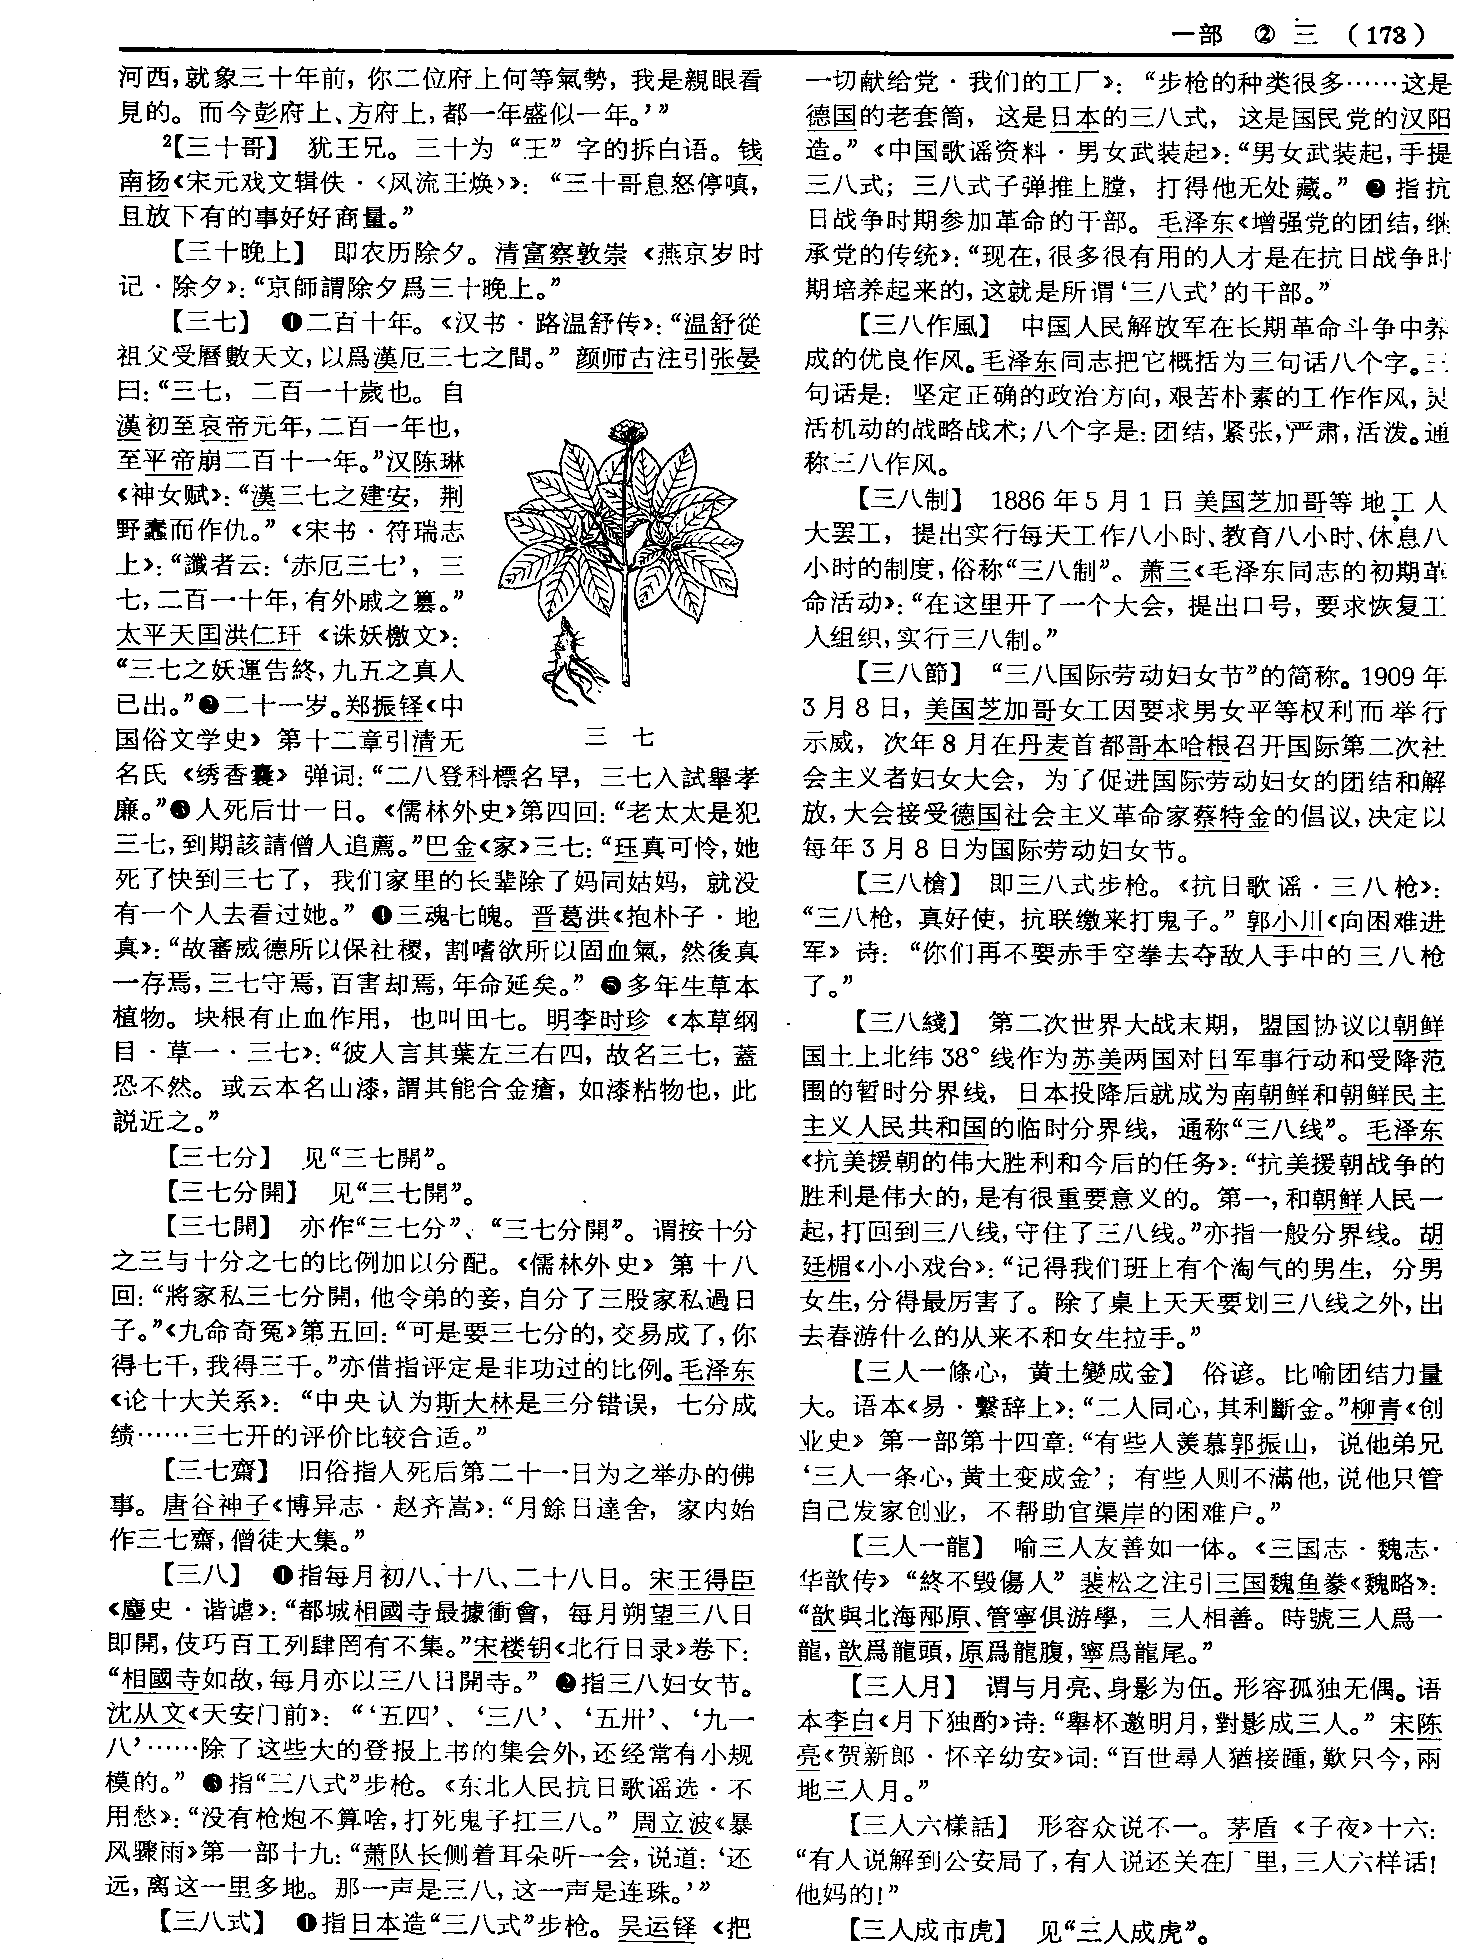 一部 ② 三 (173)
河西,就象三十年前,你二位府上何等氣勢,我是親眼看
見的。而今彭府上、方府上,都一年盛似一年。’”
²【三十哥】 犹王兄。三十为“王”字的拆白语。钱
南扬《宋元戏文辑佚·〈风流王焕〉》:“三十哥息怒停嗔,
且放下有的事好好商量。”
【三十晚上】 即农历除夕。清富察敦崇《燕京岁时
记·除夕》:“京師謂除夕爲三十晚上。”
【三七】 ❶二百十年。《汉书·路温舒传》:“温舒從
祖父受曆數天文,以爲漢厄三七之間。”颜师古注引张晏
曰:“三七,二百一十歲也。自
漢初至哀帝元年,二百一年也,
至平帝崩二百十一年。”汉陈琳
《神女赋》:“漢三七之建安,荆
野蠢而作仇。”《宋书·符瑞志
上》:“讖者云:‘赤厄三七’,三
七,二百一十年,有外戚之篡。”
太平天囯洪仁玕《诛妖檄文》:
“三七之妖運告終,九五之真人
已出。”❷二十一岁。郑振铎《中
国俗文学史》第十二章引清无
三 七
名氏《绣香囊》弹词:“二八登科標名早,三七入試舉孝
廉。”❸人死后廿一日。《儒林外史》第四回:“老太太是犯
三七,到期該請僧人追薦。”巴金《家》三七:“珏真可怜,她
死了快到三七了,我们家里的长辈除了妈同姑妈,就没
有一个人去看过她。”❹三魂七魄。晋葛洪《抱朴子·地
真》:“故審威德所以保社稷,割嗜欲所以固血氣,然後真
一存焉,三七守焉,百害却焉,年命延矣。”❺多年生草本
植物。块根有止血作用,也叫田七。明李时珍《本草纲
目·草一·三七》:“彼人言其葉左三右四,故名三七,蓋
恐不然。或云本名山漆,謂其能合金瘡,如漆粘物也,此
説近之。”
【三七分】 见“三七開”。
【三七分開】 见“三七開”。
【三七開】 亦作“三七分”、“三七分開”。谓按十分
之三与十分之七的比例加以分配。《儒林外史》第十八
回:“將家私三七分開,他令弟的妾,自分了三股家私過日
子。”《九命奇冤》第五回:“可是要三七分的,交易成了,你
得七千,我得三千。”亦借指评定是非功过的比例。毛泽东
《论十大关系》:“中央认为斯大林是三分错误,七分成
绩……三七开的评价比较合适。”
【三七齋】 旧俗指人死后第二十一日为之举办的佛
事。唐谷神子《博异志·赵齐嵩》:“月餘日達舍,家内始
作三七齋,僧徒大集。”
【三八】 ❶指每月初八、十八、二十八日。宋王得臣
《麈史·谐谑》:“都城相國寺最據衝會,每月朔望三八日
即開,伎巧百工列肆罔有不集。”宋楼钥《北行日录》卷下:
“相國寺如故,每月亦以三八日開寺。”❷指三八妇女节。
沈从文《天安门前》:“‘五四’、‘三八’、‘五卅’、‘九一
八’……除了这些大的登报上书的集会外,还经常有小规
模的。”❸指“三八式”步枪。《东北人民抗日歌谣选·不
用愁》:“没有枪炮不算啥,打死鬼子扛三八。”周立波《暴
风骤雨》第一部十九:“萧队长侧着耳朵听一会,说道:‘还
远,离这一里多地。那一声是三八,这一声是连珠。’”
【三八式】 ❶指日本造“三八式”步枪。吴运铎《把
一切献给党·我们的工厂》:“步枪的种类很多……这是
德国的老套筒,这是日本的三八式,这是国民党的汉阳
造。”《中国歌谣资料·男女武装起》:“男女武装起,手提
三八式;三八式子弹推上膛,打得他无处藏。”❷指抗
日战争时期参加革命的干部。毛泽东《增强党的团结,继
承党的传统》:“现在,很多很有用的人才是在抗日战争时
期培养起来的,这就是所谓‘三八式’的干部。”
【三八作風】 中国人民解放军在长期革命斗争中养
成的优良作风。毛泽东同志把它概括为三句话八个字。三
句话是:坚定正确的政治方向,艰苦朴素的工作作风,灵
活机动的战略战术;八个字是:团结,紧张,严肃,活泼。通
称三八作风。
【三八制】 1886年5月1日美国芝加哥等地工人
大罢工,提出实行每天工作八小时、教育八小时、休息八
小时的制度,俗称“三八制”。萧三《毛泽东同志的初期革
命活动》:“在这里开了一个大会,提出口号,要求恢复工
人组织,实行三八制。”
【三八節】 “三八国际劳动妇女节”的简称。1909年
3月8日,美国芝加哥女工因要求男女平等权利而举行
示威,次年8月在丹麦首都哥本哈根召开国际第二次社
会主义者妇女大会,为了促进国际劳动妇女的团结和解
放,大会接受德国社会主义革命家蔡特金的倡议,决定以
每年3月8日为国际劳动妇女节。
【三八槍】 即三八式步枪。《抗日歌谣·三八枪》:
“三八枪,真好使,抗联缴来打鬼子。”郭小川《向困难进
军》诗:“你们再不要赤手空拳去夺敌人手中的三八枪
了。”
【三八綫】 第二次世界大战末期,盟国协议以朝鲜
国土上北纬38°线作为苏美两国对日军事行动和受降范
围的暂时分界线,日本投降后就成为南朝鲜和朝鲜民主
主义人民共和国的临时分界线,通称“三八线”。毛泽东
《抗美援朝的伟大胜利和今后的任务》:“抗美援朝战争的
胜利是伟大的,是有很重要意义的。第一,和朝鲜人民一
起,打回到三八线,守住了三八线。”亦指一般分界线。胡
廷楣《小小戏台》:“记得我们班上有个淘气的男生,分男
女生,分得最厉害了。除了桌上天天要划三八线之外,出
去春游什么的从来不和女生拉手。”
【三人一條心,黄土變成金】 俗谚。比喻团结力量
大。语本《易·繫辞上》:“二人同心,其利斷金。”柳青《创
业史》第一部第十四章:“有些人羡慕郭振山,说他弟兄
‘三人一条心,黄土变成金’;有些人则不满他,说他只管
自己发家创业,不帮助官渠岸的困难户。”
【三人一龍】 喻三人友善如一体。《三国志·魏志·
华歆传》“終不毁傷人”裴松之注引三国魏鱼豢《魏略》:
“歆與北海邴原、管寧俱游學,三人相善。時號三人爲一
龍,歆爲龍頭,原爲龍腹,寧爲龍尾。”
【三人月】 谓与月亮、身影为伍。形容孤独无偶。语
本李白《月下独酌》诗:“舉杯邀明月,對影成三人。”宋陈
亮《贺新郎·怀辛幼安》词:“百世尋人猶接踵,歎只今,兩
地三人月。”
【三人六樣話】 形容众说不一。茅盾《子夜》十六:
“有人说解到公安局了,有人说还关在厂里,三人六样话!
他妈的!”
【三人成市虎】 见“三人成虎”。